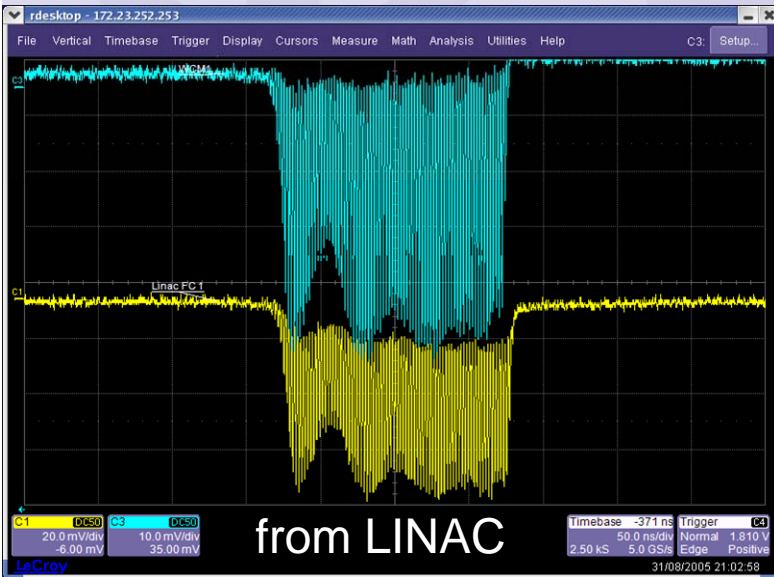 rdesktop - 172.23.252.253
File Vertical Timebase Trigger Display Cursors Measure Math Analysis Utilities Help C3: Setup...
C3
WCM1
C1
Linac FC1
C1 DC50 C3 DC50 Timebase -371 ns Trigger C4
20.0 mV/div 10.0 mV/div 50.0 ns/div Normal 1.810 V
-6.00 mV 35.00 mV 2.50 kS 5.0 GS/s Edge Positive
from LINAC
LeCroy 31/08/2005 21:02:58